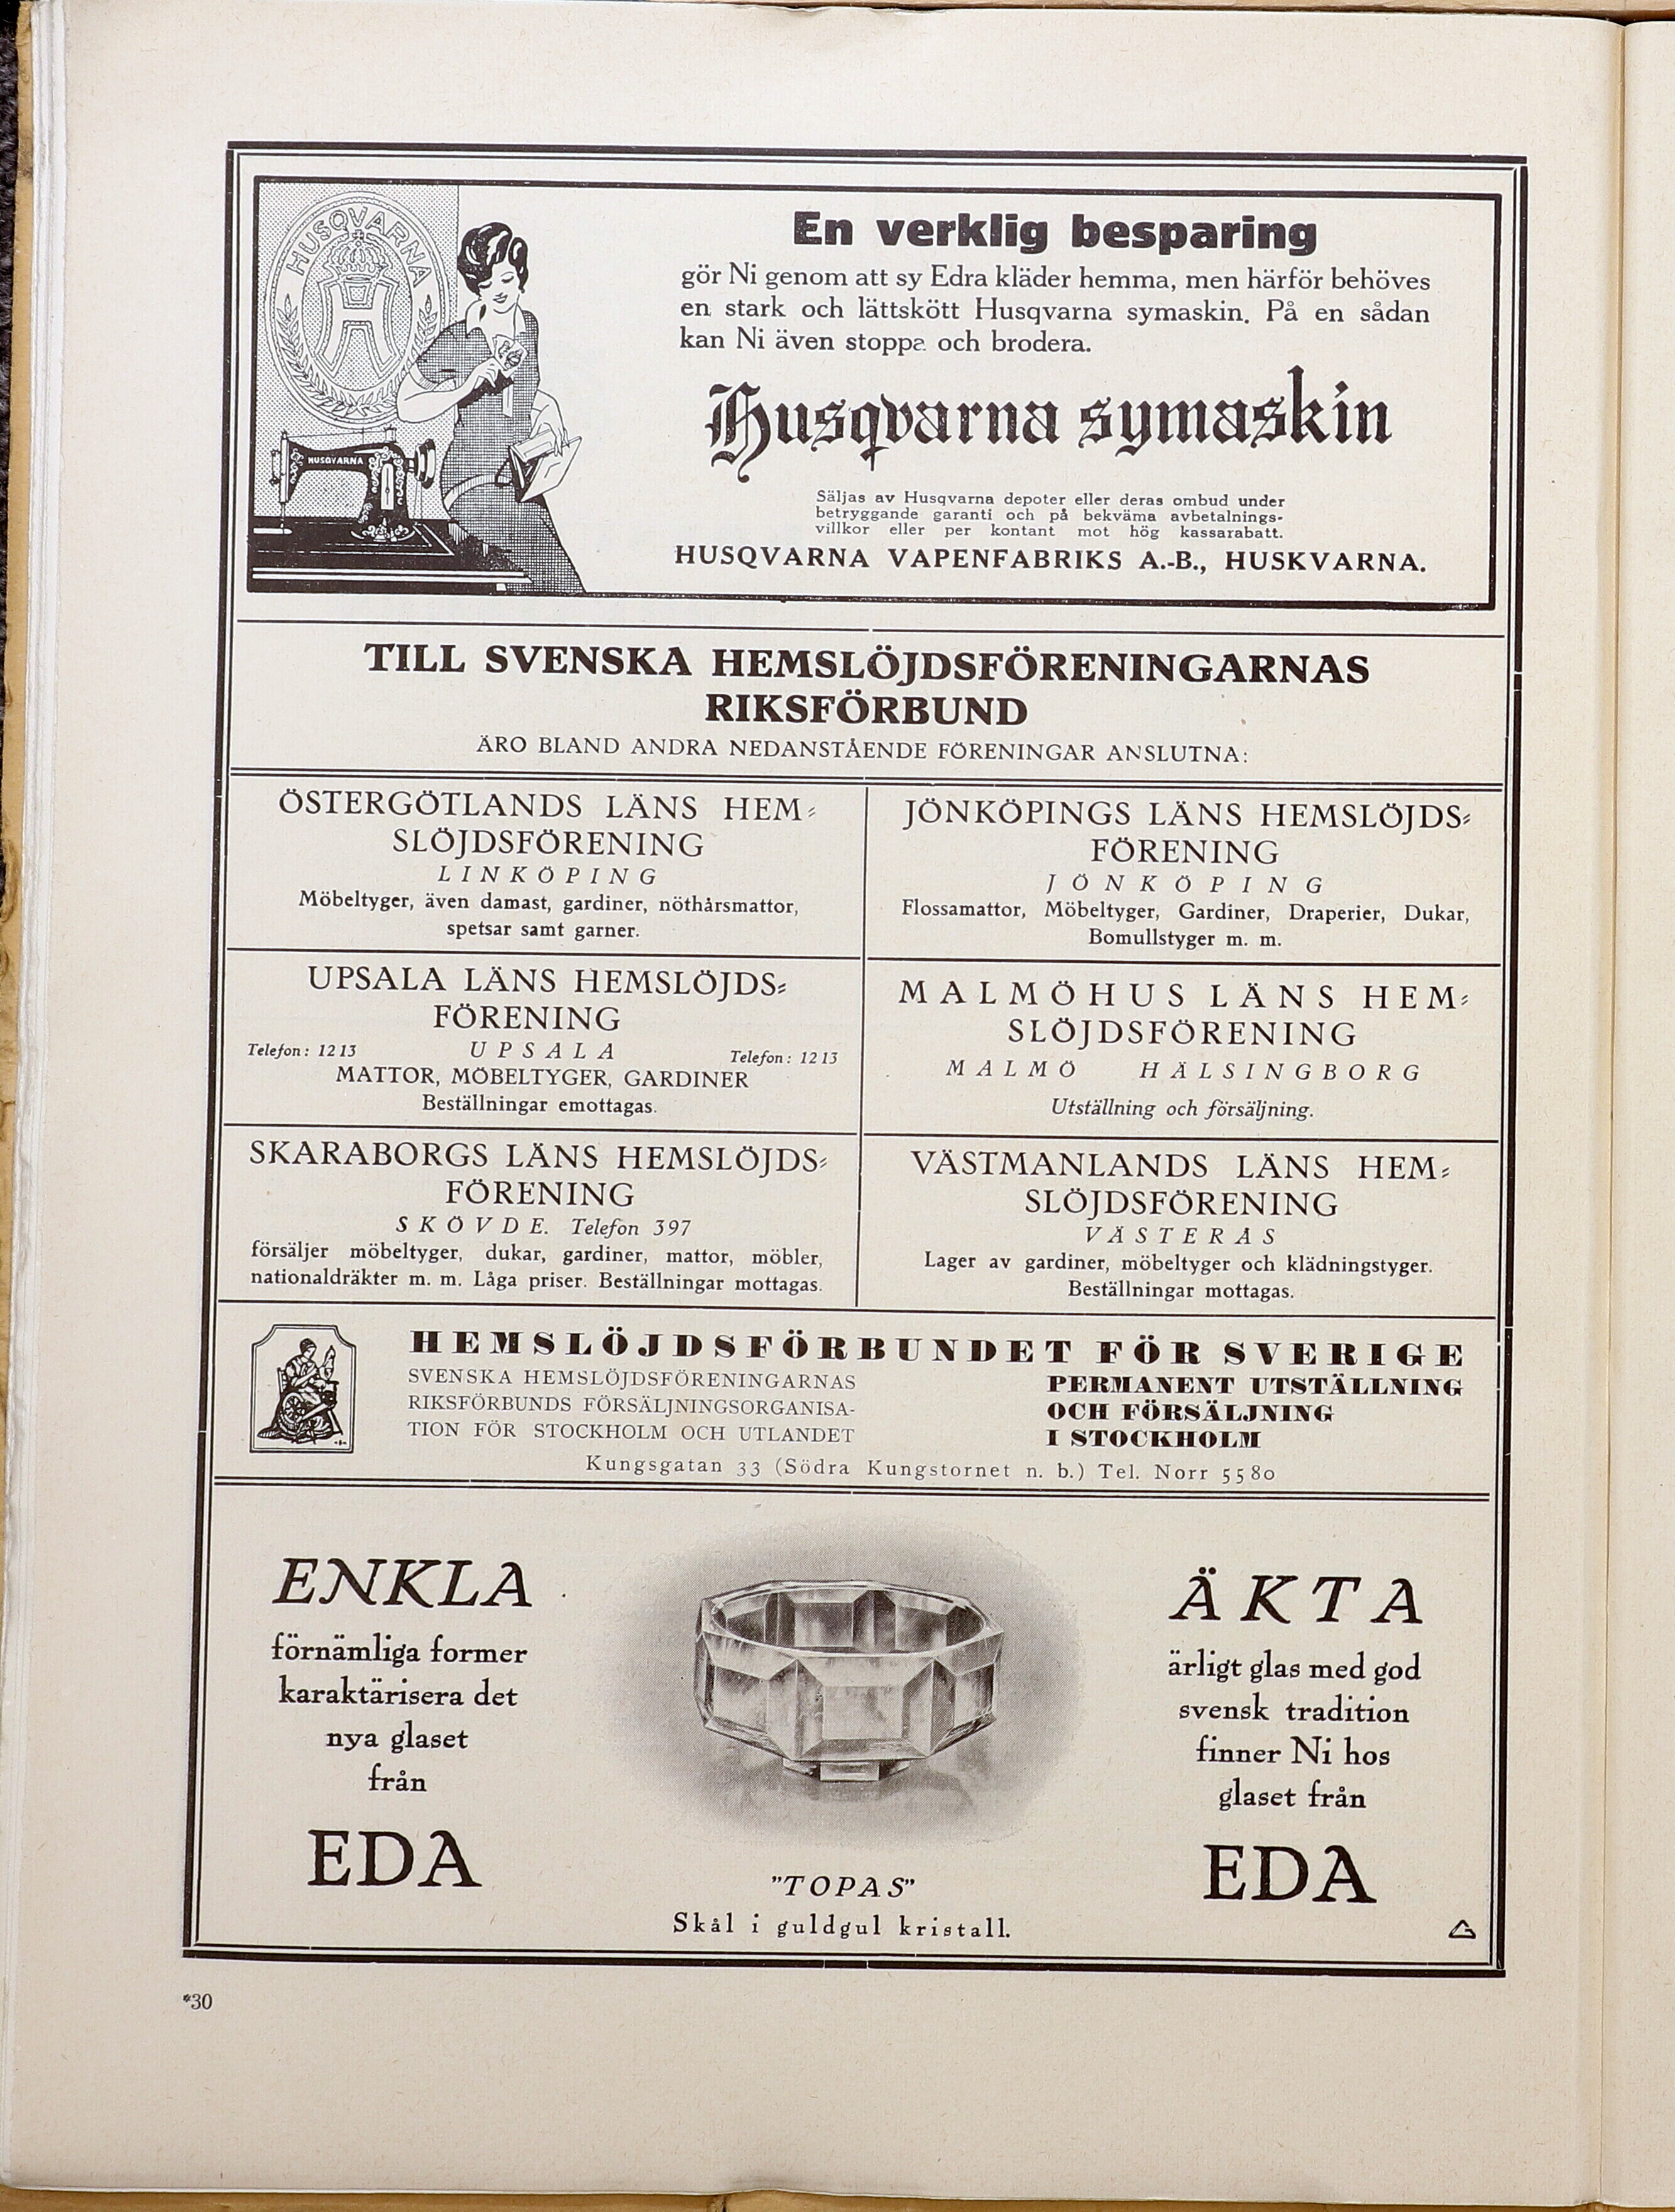 HUSQVARNA
H
HUSQVARNA
En verklig besparing
gör Ni genom att sy Edra kläder hemma, men härför behöves
en stark och lättskött Husqvarna symaskin. På en sådan
kan Ni även stoppa och brodera.
Husqvarna symaskin
Säljas av Husqvarna depoter eller deras ombud under
betryggande garanti och på bekväma avbetalnings-
villkor eller per kontant mot hög kassarabatt.
HUSQVARNA VAPENFABRIKS A.-B., HUSKVARNA.
TILL SVENSKA HEMSLÖJDSFÖRENINGARNAS
RIKSFÖRBUND
ÄRO BLAND ANDRA NEDANSTÅENDE FÖRENINGAR ANSLUTNA:
ÖSTERGÖTLANDS LÄNS HEM-
SLÖJDSFÖRENING
LINKÖPING
Möbeltyger, även damast, gardiner, nöthårsmattor,
spetsar samt garner.
JÖNKÖPINGS LÄNS HEMSLÖJDS-
FÖRENING
JÖNKÖPING
Flossamattor, Möbeltyger, Gardiner, Draperier, Dukar,
Bomullstyger m. m.
UPSALA LÄNS HEMSLÖJDS-
FÖRENING
Telefon: 1213 UPSALA Telefon: 1213
MATTOR, MÖBELTYGER, GARDINER
Beställningar emottagas.
MALMÖHUS LÄNS HEM-
SLÖJDSFÖRENING
MALMÖ HÄLSINGBORG
Utställning och försäljning.
SKARABORGS LÄNS HEMSLÖJDS-
FÖRENING
SKÖVDE. Telefon 397
försäljer möbeltyger, dukar, gardiner, mattor, möbler,
nationaldräkter m. m. Låga priser. Beställningar mottagas.
VÄSTMANLANDS LÄNS HEM-
SLÖJDSFÖRENING
VÄSTERÅS
Lager av gardiner, möbeltyger och klädningstyger.
Beställningar mottagas.
HEMSLÖJDSFÖRBUNDET FÖR SVERIGE
SVENSKA HEMSLÖJDSFÖRENINGARNAS
RIKSFÖRBUNDS FÖRSÄLJNINGSORGANISA-
TION FÖR STOCKHOLM OCH UTLANDET
PERMANENT UTSTÄLLNING
OCH FÖRSÄLJNING
I STOCKHOLM
Kungsgatan 33 (Södra Kungstornet n. b.) Tel. Norr 5580
ENKLA
förnämliga former
karaktärisera det
nya glaset
från
EDA
"TOPAS"
Skål i guldgul kristall.
ÄKTA
ärligt glas med god
svensk tradition
finner Ni hos
glaset från
EDA
*30